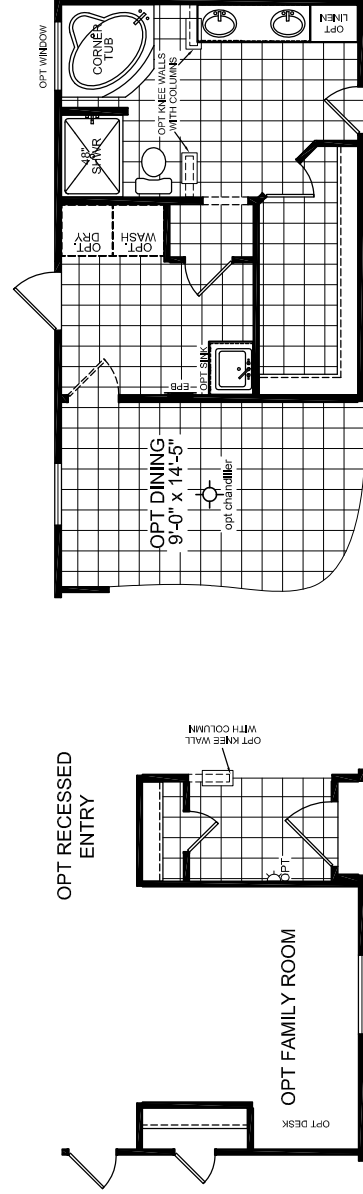 OPT WINDOW
CORNER
TUB
48"
SHWR
OPT KNEE WALLS
WITH COLUMNS
OPT
LINEN
OPT.
DRY
OPT.
WASH
EPB
OPT SINK
OPT DINING
9'-0" x 14'-5"
opt chandlier
OPT RECESSED
ENTRY
OPT KNEE WALL
WITH COLUMN
OPT
OPT FAMILY ROOM
OPT DESK